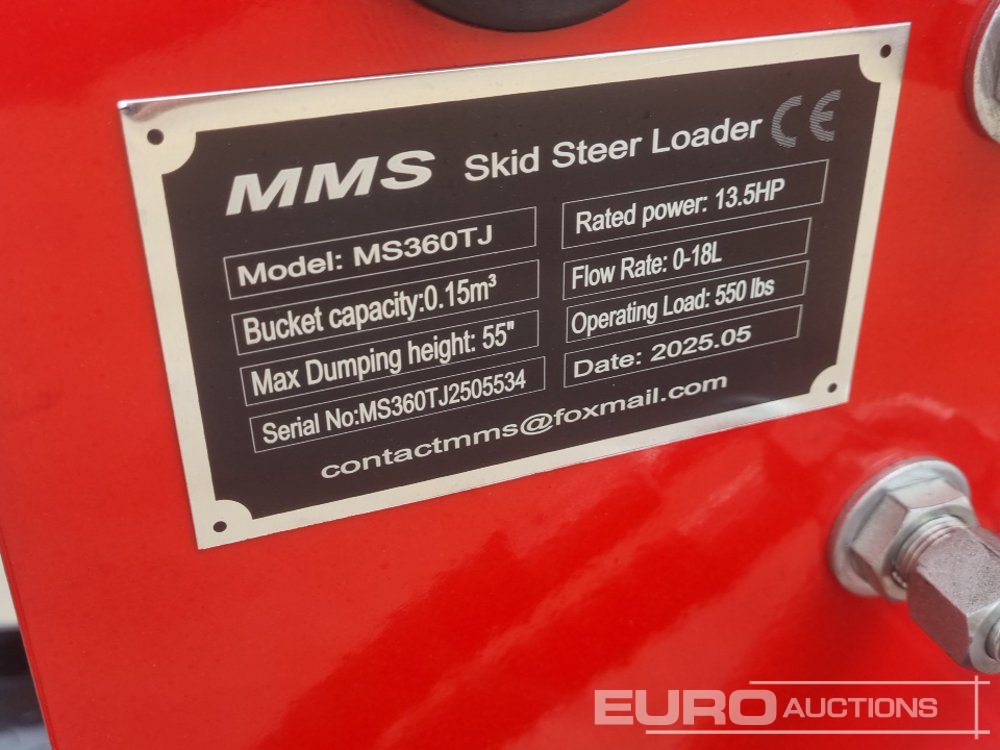 MMS Skid Steer Loader CE
Model: MS360TJ
Rated power: 13.5HP
Bucket capacity:0.15m³
Flow Rate: 0-18L
Max Dumping height: 55"
Operating Load: 550 lbs
Serial No:MS360TJ2505534
Date: 2025.05
contactmms@foxmail.com
EURO AUCTIONS